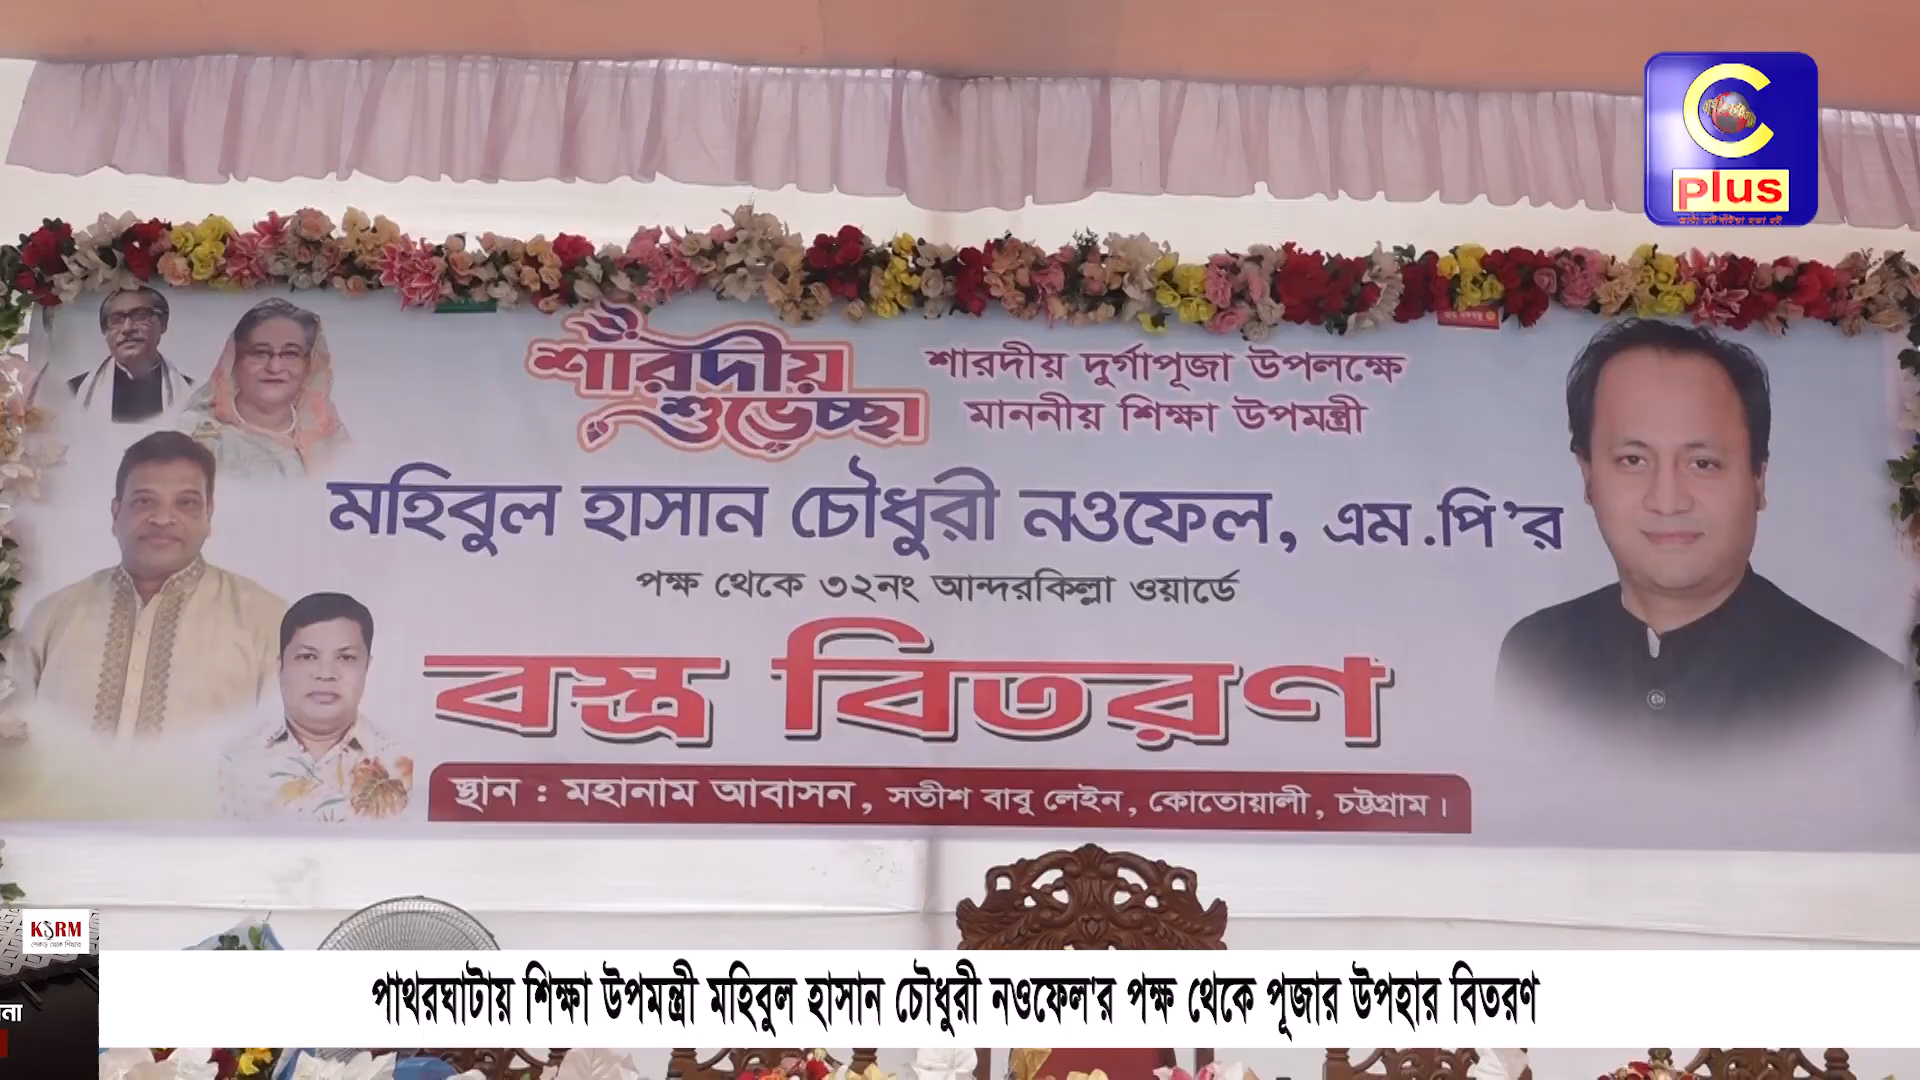 C
plus
শারদীয়
শুভেচ্ছা
শারদীয় দুর্গাপূজা উপলক্ষে
মাননীয় শিক্ষা উপমন্ত্রী
মহিবুল হাসান চৌধুরী নওফেল, এম.পি'র
পক্ষ থেকে ৩২নং আন্দরকিল্লা ওয়ার্ডে
বস্ত্র বিতরণ
স্থান : মহানাম আবাসন, সতীশ বাবু লেইন, কোতোয়ালী, চট্টগ্রাম।
KSRM
পাথরঘাটায় শিক্ষা উপমন্ত্রী মহিবুল হাসান চৌধুরী নওফেল'র পক্ষ থেকে পূজার উপহার বিতরণ